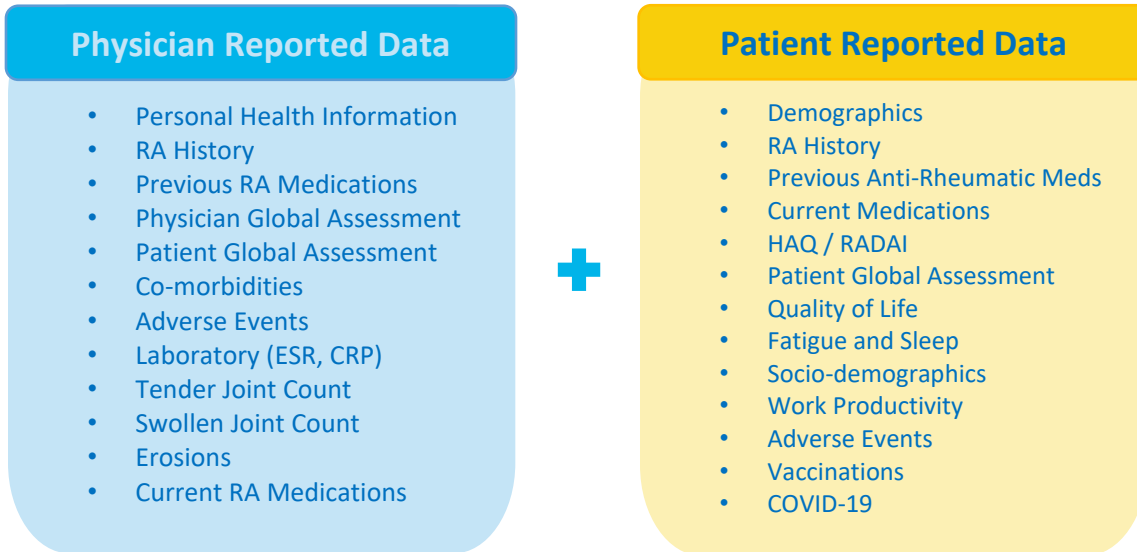 Physician Reported Data
• Personal Health Information
• RA History
• Previous RA Medications
• Physician Global Assessment
• Patient Global Assessment
• Co-morbidities
• Adverse Events
• Laboratory (ESR, CRP)
• Tender Joint Count
• Swollen Joint Count
• Erosions
• Current RA Medications
Patient Reported Data
• Demographics
• RA History
• Previous Anti-Rheumatic Meds
• Current Medications
• HAQ / RADAI
• Patient Global Assessment
• Quality of Life
• Fatigue and Sleep
• Socio-demographics
• Work Productivity
• Adverse Events
• Vaccinations
• COVID-19